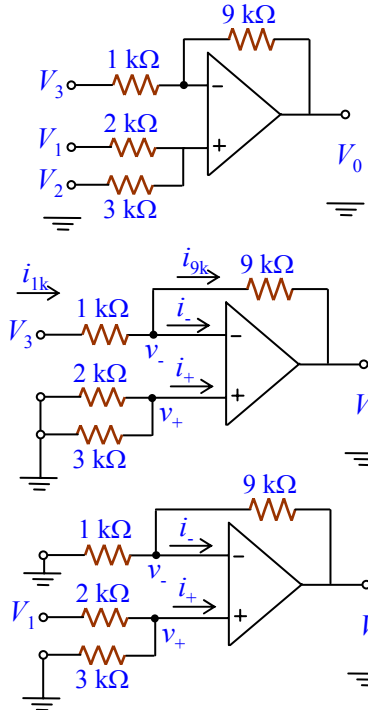 9 kΩ
1 kΩ
V3
−
2 kΩ
V1
+
V2
V0
3 kΩ
i9k
9 kΩ
i1k
1 kΩ
i-
V3
v-
−
2 kΩ
i+
+
v+
V
3 kΩ
9 kΩ
1 kΩ
i-
−
v-
2 kΩ
i+
V1
+
v+
V
3 kΩ